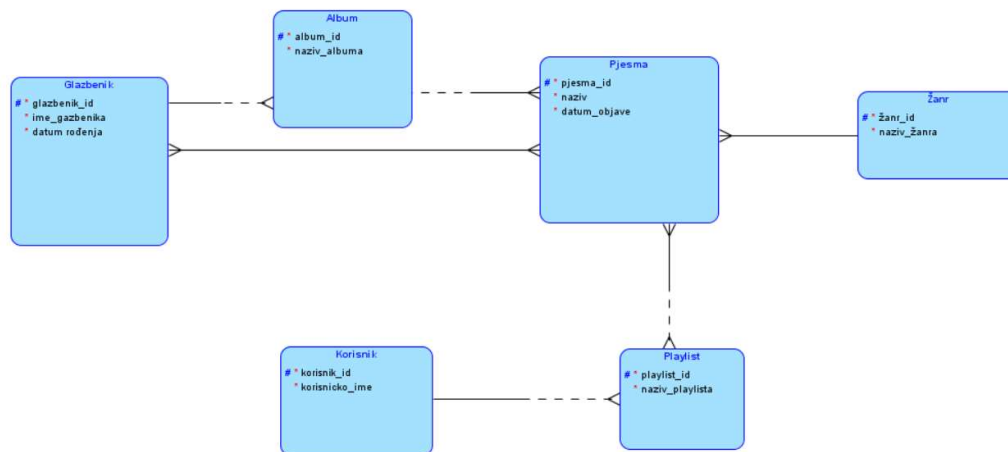 Album
# * album_id
* naziv_albuma
Glazbenik
# * glazbenik_id
* ime_gazbenika
* datum rođenja
Pjesma
# * pjesma_id
* naziv
* datum_objave
Žanr
# * žanr_id
* naziv_žanra
Korisnik
# * korisnik_id
* korisnicko_ime
Playlist
# * playlist_id
* naziv_playlista